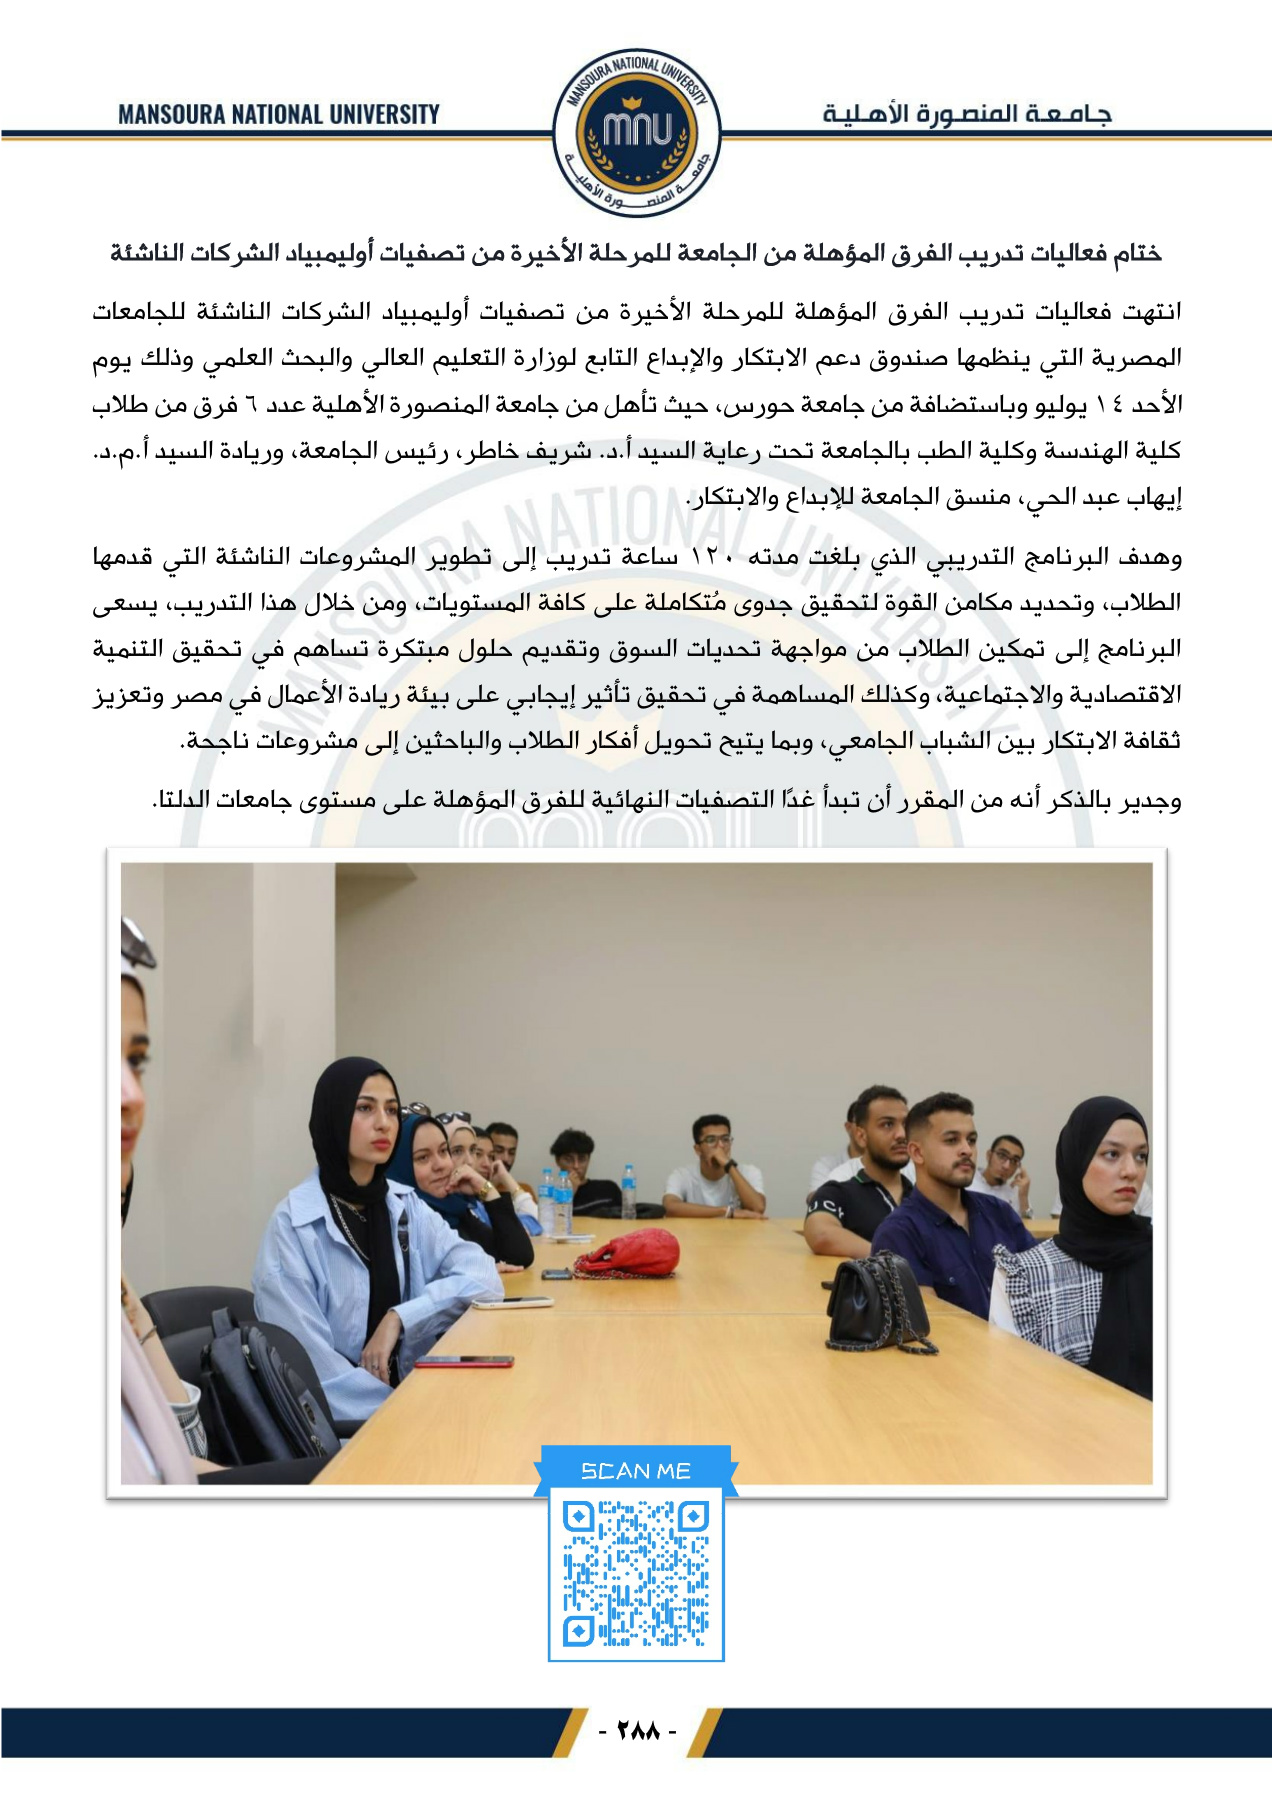 MANSOURA NATIONAL UNIVERSITY
MANSOURA NATIONAL UNIVERSITY
mnu
جامعة المنصورة الأهلية
جامعة المنصورة الأهلية
ختام فعاليات تدريب الفرق المؤهلة من الجامعة للمرحلة الأخيرة من تصفيات أوليمبياد الشركات الناشئة
انتهت فعاليات تدريب الفرق المؤهلة للمرحلة الأخيرة من تصفيات أوليمبياد الشركات الناشئة للجامعات
المصرية التي ينظمها صندوق دعم الابتكار والإبداع التابع لوزارة التعليم العالي والبحث العلمي وذلك يوم
الأحد ١٤ يوليو وباستضافة من جامعة حورس، حيث تأهل من جامعة المنصورة الأهلية عدد ٦ فرق من طلاب
كلية الهندسة وكلية الطب بالجامعة تحت رعاية السيد أ.د. شريف خاطر، رئيس الجامعة، وريادة السيد أ.م.د.
إيهاب عبد الحي، منسق الجامعة للإبداع والابتكار.
وهدف البرنامج التدريبي الذي بلغت مدته ١٢٠ ساعة تدريب إلى تطوير المشروعات الناشئة التي قدمها
الطلاب، وتحديد مكامن القوة لتحقيق جدوى مُتكاملة على كافة المستويات، ومن خلال هذا التدريب، يسعى
البرنامج إلى تمكين الطلاب من مواجهة تحديات السوق وتقديم حلول مبتكرة تساهم في تحقيق التنمية
الاقتصادية والاجتماعية، وكذلك المساهمة في تحقيق تأثير إيجابي على بيئة ريادة الأعمال في مصر وتعزيز
ثقافة الابتكار بين الشباب الجامعي، وبما يتيح تحويل أفكار الطلاب والباحثين إلى مشروعات ناجحة.
وجدير بالذكر أنه من المقرر أن تبدأ غدًا التصفيات النهائية للفرق المؤهلة على مستوى جامعات الدلتا.
MANSOURA NATIONAL UNIVERSITY
mnu
SCAN ME
- ٢٨٨ -